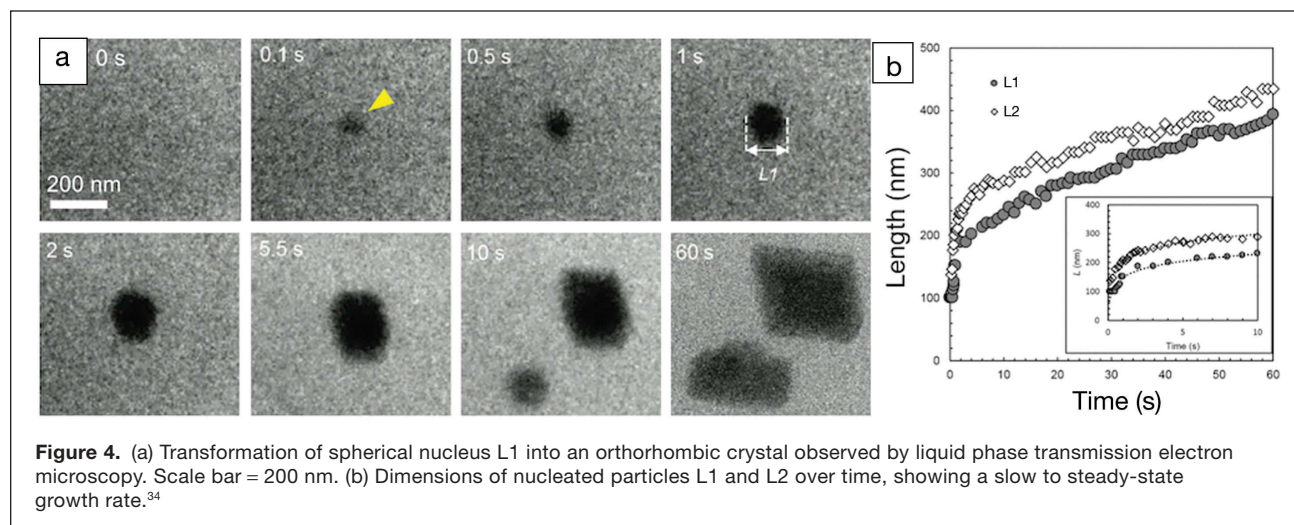 a
0 s
0.1 s
0.5 s
1 s
200 nm
L1
2 s
5.5 s
10 s
60 s
b
500
400
300
200
100
0
L1
L2
Length (nm)
0 10 20 30 40 50 60
Time (s)
400
300
200
100
0
L (nm)
0 5 10
Time (s)
Figure 4. (a) Transformation of spherical nucleus L1 into an orthorhombic crystal observed by liquid phase transmission electron
microscopy. Scale bar = 200 nm. (b) Dimensions of nucleated particles L1 and L2 over time, showing a slow to steady-state
growth rate.³⁴